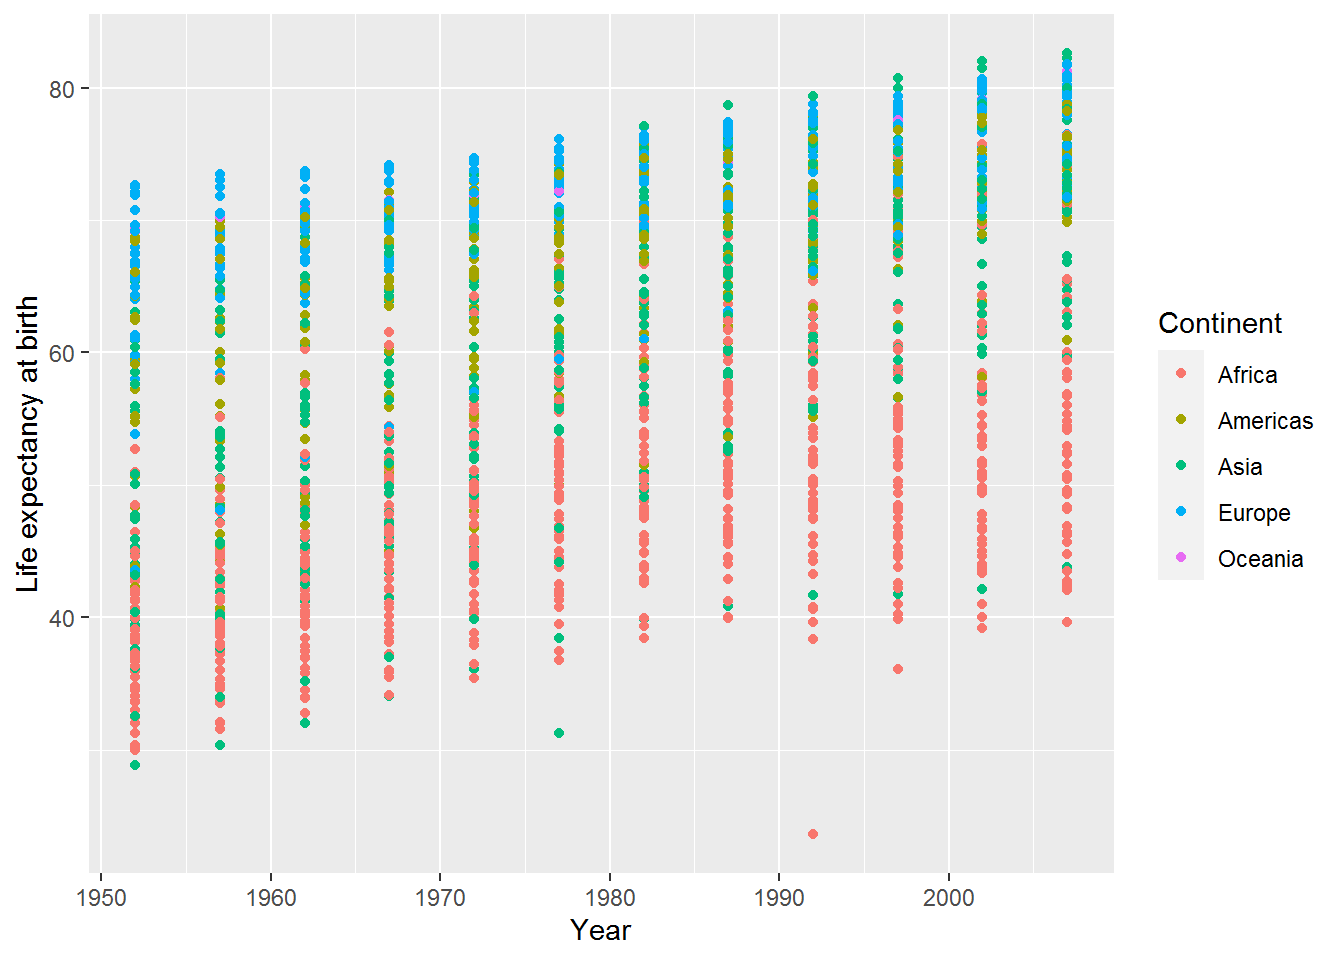 80
60
40
Life expectancy at birth
1950 1960 1970 1980 1990 2000
Year
Continent
Africa
Americas
Asia
Europe
Oceania